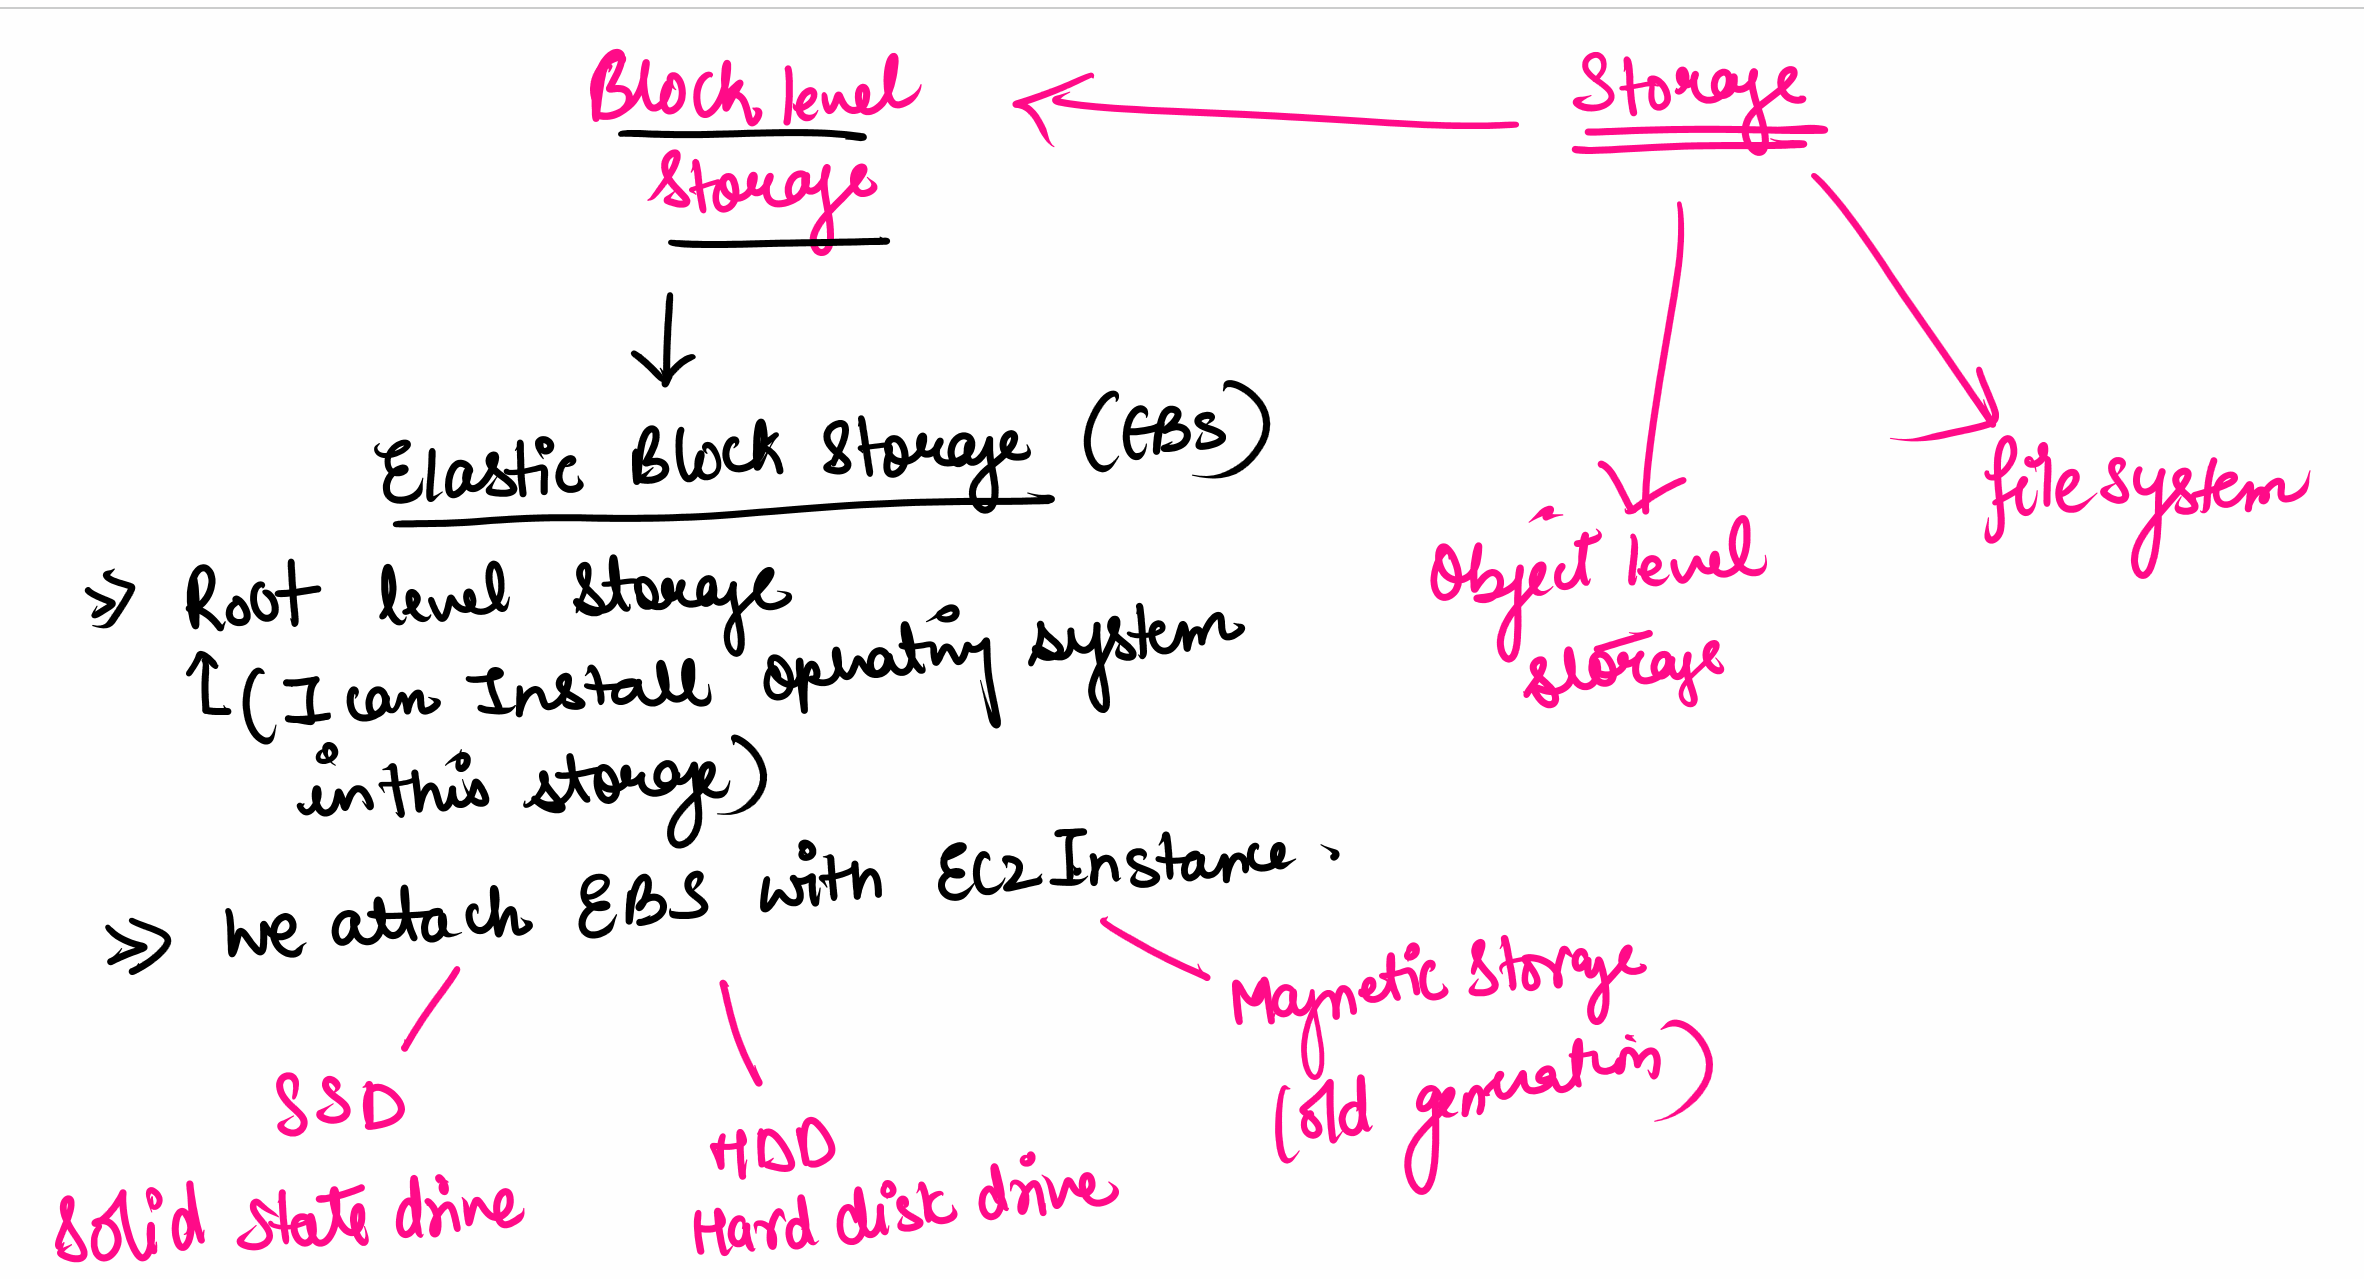 Storage
Block level
Storage
Elastic Block Storage (EBS)
file system
Object level
storage
>> Root level storage
(I can Install operating system
in this storage)
>> We attach EBS with EC2 Instance.
Magnetic Storage
(old generation)
SSD
Solid state drive
HDD
Hard disk drive